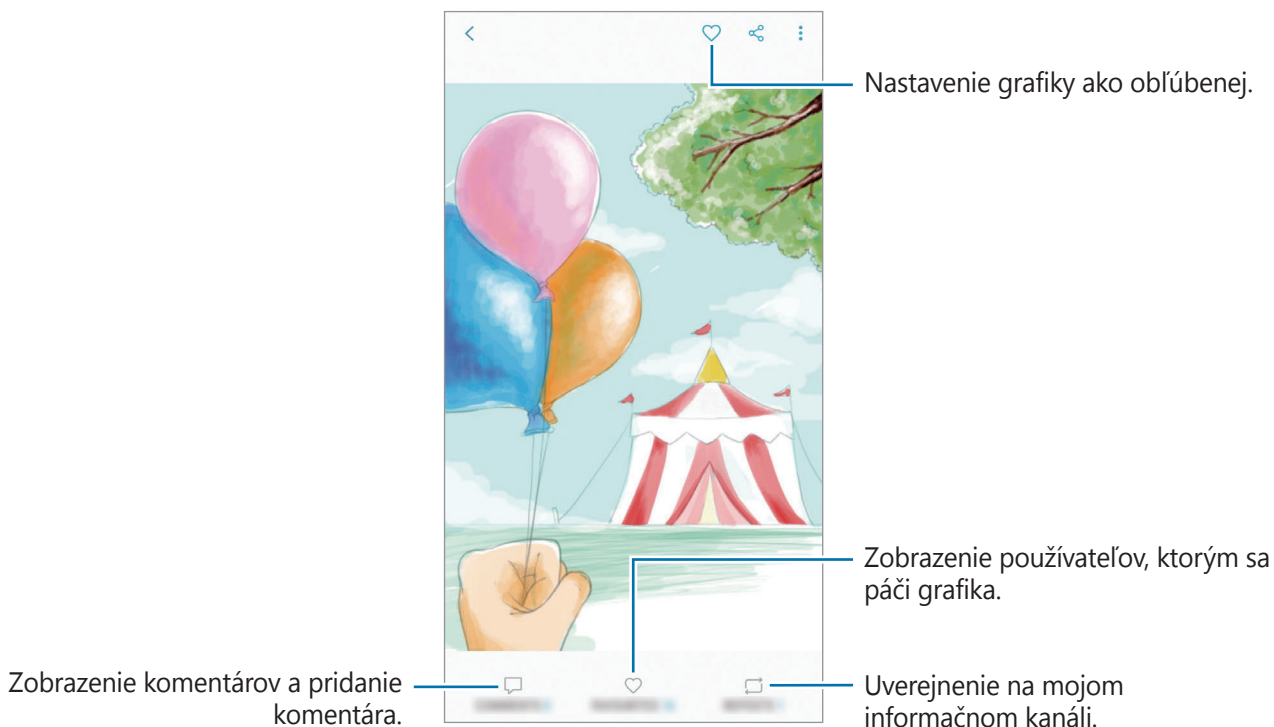 Nastavenie grafiky ako obľúbenej.
Zobrazenie používateľov, ktorým sa
páči grafika.
Zobrazenie komentárov a pridanie
komentára.
Uverejnenie na mojom
informačnom kanáli.